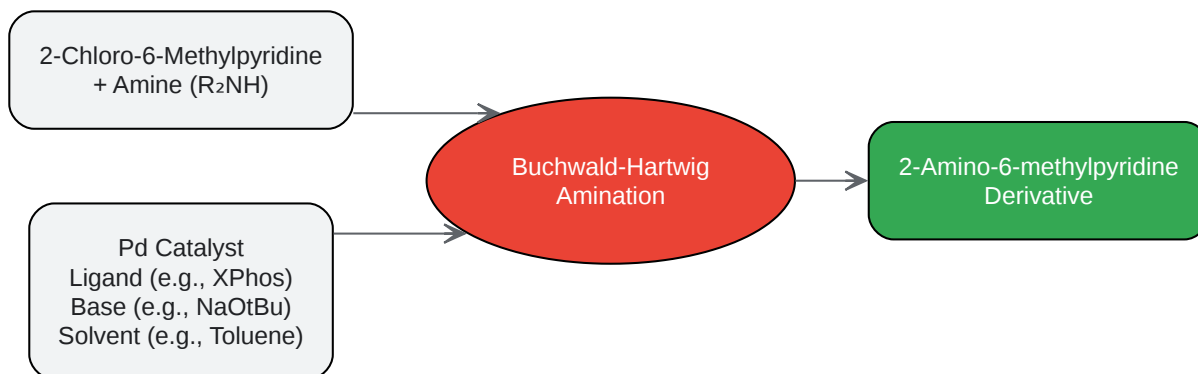 2-Chloro-6-Methylpyridine
+ Amine (R₂NH)
Pd Catalyst
Ligand (e.g., XPhos)
Base (e.g., NaOtBu)
Solvent (e.g., Toluene)
Buchwald-Hartwig
Amination
2-Amino-6-methylpyridine
Derivative